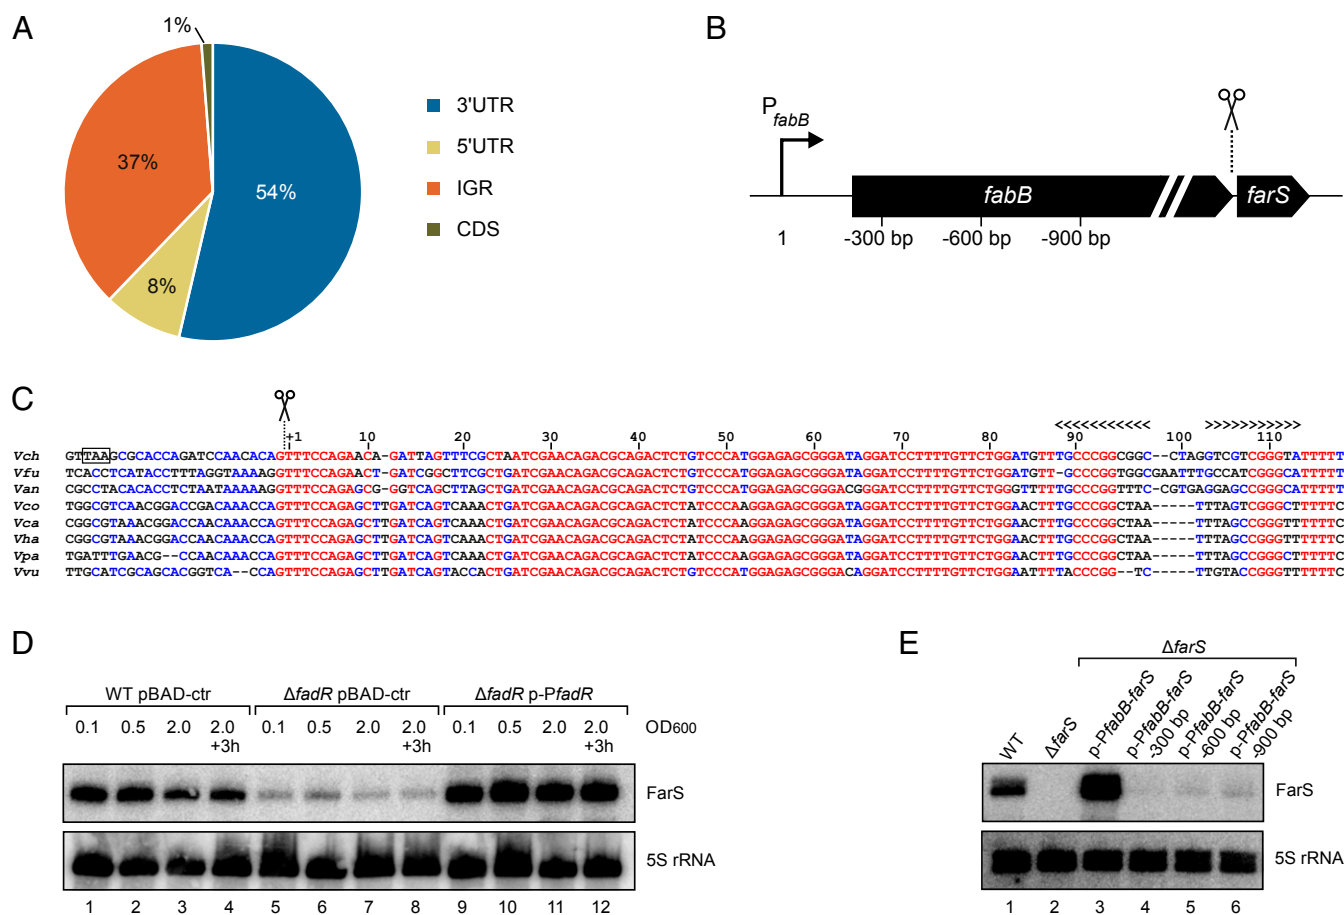 A
1%
37%
54%
8%
3'UTR
5'UTR
IGR
CDS
B
PfabB
fabB
farS
1
-300 bp
-600 bp
-900 bp
C
+1 10 20 30 40 50 60 70 80 90 100 110
<<<<<<<<<<< >>>>>>>>>>>
Vch GTTAAGCGCACCAGATCCAACACAGTTTCCAGAACA-GATTAGTTTCGCTAATCGAACAGACGCAGACTCTGTCCCATGGAGAGCGGGATAGGATCCTTTTGTTCTGGATGTTTGCCCGGCGGC--CTAGGTCGTCGGGTATTTTT
Vfu TCACCTCATACCTTTAGGTAAAAGGTTTCCAGAACT-GATCGGCTTCGCTGATCGAACAGACGCAGACTCTGTCCCATGGAGAGCGGGATAGGATCCTTTTGTTCTGGATGTT-GCCCGGTGGCGAATTTGCCATCGGGCATTTTT
Van CGCCTACACACCTCTAATAAAAAGGTTTCCAGAGCG-GGTCAGCTTAGCTGATCGAACAGACGCAGACTCTGTCCCATGGAGAGCGGGACGGGATCCTTTTGTTCTGGGTTTTTGCCCGGTTTC--CGTGAGGAGCCGGGCATTTTT
Vco TGGCGTCAACGGACCGACAAACCAGTTTCCAGAGCTTGATCAGTCAAACTGATCGAACAGACGCAGACTCTATCCCAAGGAGAGCGGGATAGGATCCTTTTGTTCTGGAACTTTGCCCGGCTAA-----TTTAGTCGGGCTTTTTC
Vca CGGCGTAAACGGACCAACAAACCAGTTTCCAGAGCTTGATCAGTCAAACTGATCGAACAGACGCAGACTCTATCCCAAGGAGAGCGGGATAGGATCCTTTTGTTCTGGAACTTTGCCCGGCTAA-----TTTAGCCGGGTTTTTTC
Vha CGGCGTAAACGGACCAACAAACCAGTTTCCAGAGCTTGATCAGTCAAACTGATCGAACAGACGCAGACTCTATCCCAAGGAGAGCGGGATAGGATCCTTTTGTTCTGGAACTTTGCCCGGCTAA-----TTTAGCCGGGTTTTTTC
Vpa TGATTTGAACG--CCAACAAACCAGTTTCCAGAGCTTGATCAGTCAAACTGATCGAACAGACGCAGACTCTATCCCAAGGAGAGCGGGATAGGATCCTTTTGTTCTGGAACTTTGCCCGGCTAA-----TTTAGCCGGGCTTTTTC
Vvu TTGCATCGCAGCACGGTCA--CCAGTTTCCAGAGCTTGATCAGTACCACTGATCGAACAGACGCAGACTCTGTCCCATGGAGAGCGGGACAGGATCCTTTTGTTCTGGAATTTTACCCGG--TC-----TTGTACCGGGTTTTTTC
D
WT pBAD-ctr ΔfadR pBAD-ctr ΔfadR p-PfadR
0.1 0.5 2.0 2.0 +3h 0.1 0.5 2.0 2.0 +3h 0.1 0.5 2.0 2.0 +3h OD600
FarS
5S rRNA
1 2 3 4 5 6 7 8 9 10 11 12
E
ΔfarS
WT
ΔfarS
p-PfabB-farS
p-PfabB-farS -300 bp
p-PfabB-farS -600 bp
p-PfabB-farS -900 bp
FarS
5S rRNA
1 2 3 4 5 6